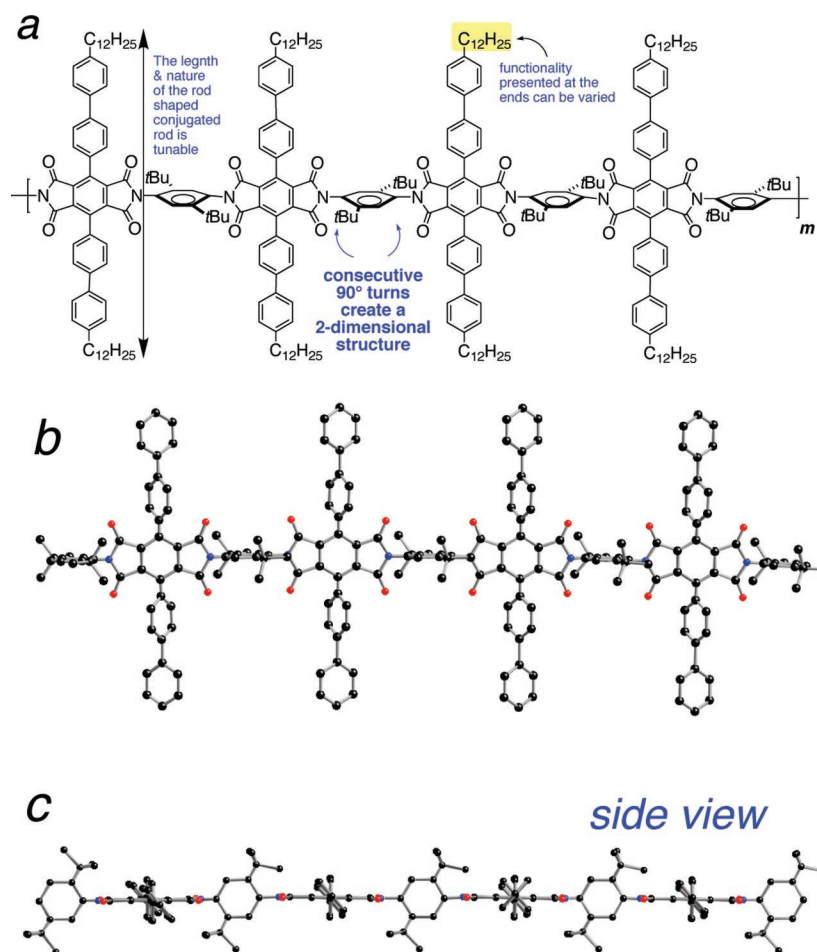 a
C12H25
C12H25
C12H25
C12H25
The legnth
& nature
of the rod
shaped
conjugated
rod is
tunable
functionality
presented at the
ends can be varied
O
O
O
O
O
O
O
O
tBu
tBu
tBu
tBu
N
N
N
N
N
N
N
N
tBu
tBu
tBu
tBu
O
O
O
O
O
O
O
O
m
consecutive
90° turns
create a
2-dimensional
structure
C12H25
C12H25
C12H25
C12H25
b
c
side view